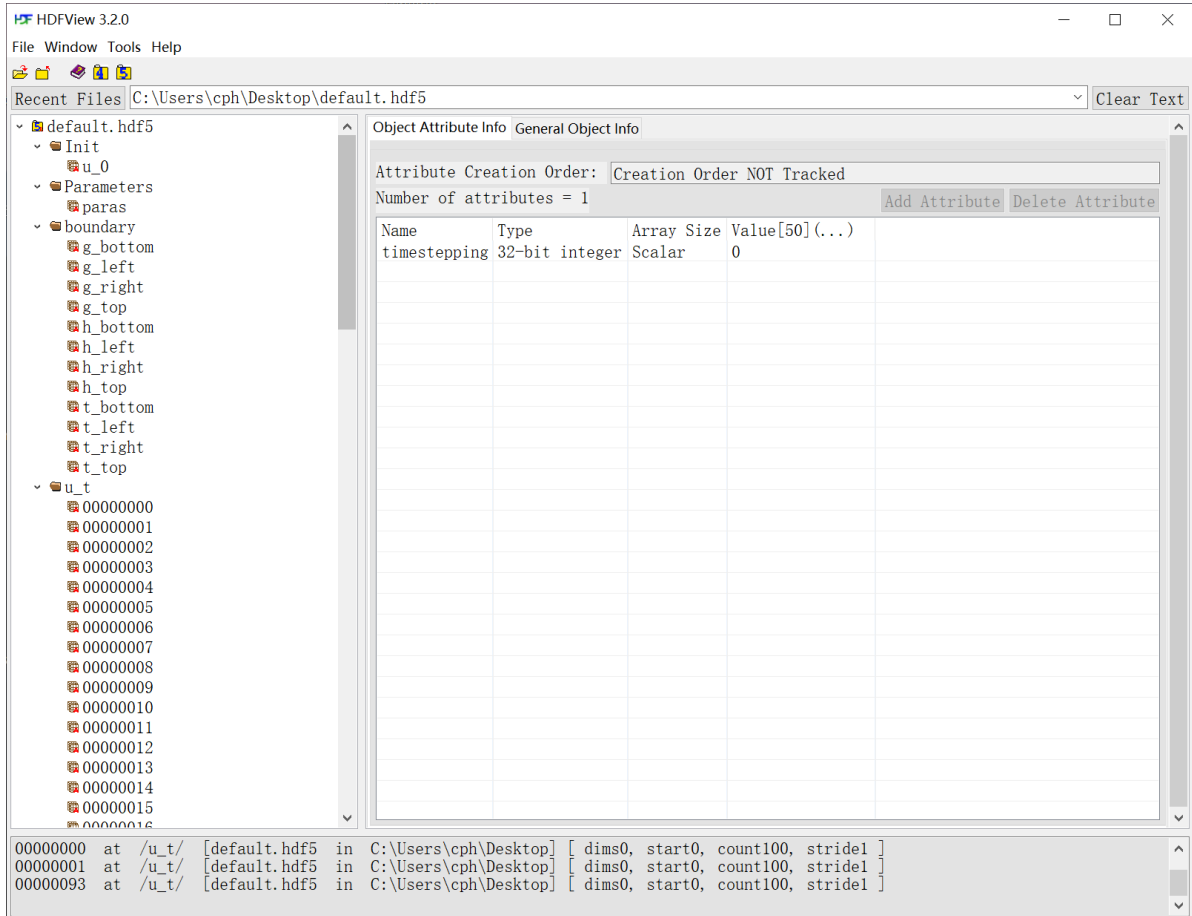 HDFView 3.2.0
File Window Tools Help
Recent Files C:\Users\cph\Desktop\default.hdf5 Clear Text
default.hdf5
Init
u_0
Parameters
paras
boundary
g_bottom
g_left
g_right
g_top
h_bottom
h_left
h_right
h_top
t_bottom
t_left
t_right
t_top
u_t
00000000
00000001
00000002
00000003
00000004
00000005
00000006
00000007
00000008
00000009
00000010
00000011
00000012
00000013
00000014
00000015
00000016
Object Attribute Info General Object Info
Attribute Creation Order: Creation Order NOT Tracked
Number of attributes = 1 Add Attribute Delete Attribute
Name Type Array Size Value[50](...)
timestepping 32-bit integer Scalar 0
00000000 at /u_t/ [default.hdf5 in C:\Users\cph\Desktop] [ dims0, start0, count100, stride1 ]
00000001 at /u_t/ [default.hdf5 in C:\Users\cph\Desktop] [ dims0, start0, count100, stride1 ]
00000093 at /u_t/ [default.hdf5 in C:\Users\cph\Desktop] [ dims0, start0, count100, stride1 ]